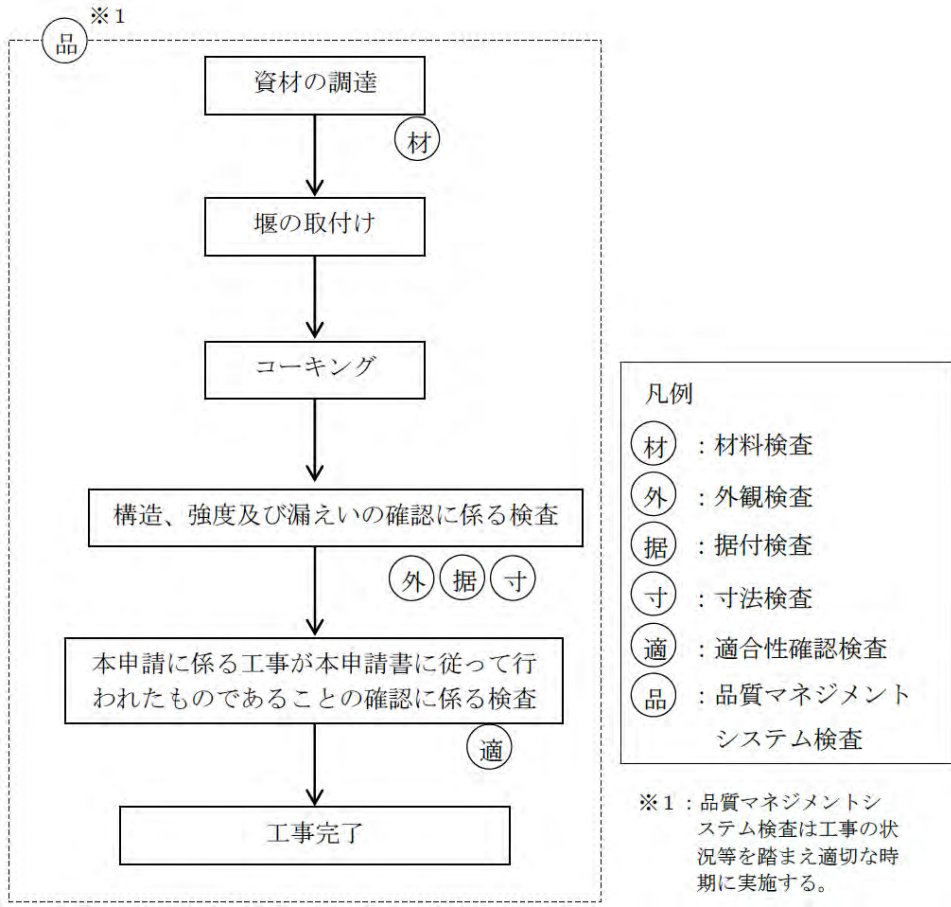 ※1
品
資材の調達
材
堰の取付け
コーキング
構造、強度及び漏えいの確認に係る検査
外 据 寸
本申請に係る工事が本申請書に従って行
われたものであることの確認に係る検査
適
工事完了
凡例
材 :材料検査
外 :外観検査
据 :据付検査
寸 :寸法検査
適 :適合性確認検査
品 :品質マネジメント
システム検査
※1:品質マネジメントシ
ステム検査は工事の状
況等を踏まえ適切な時
期に実施する。